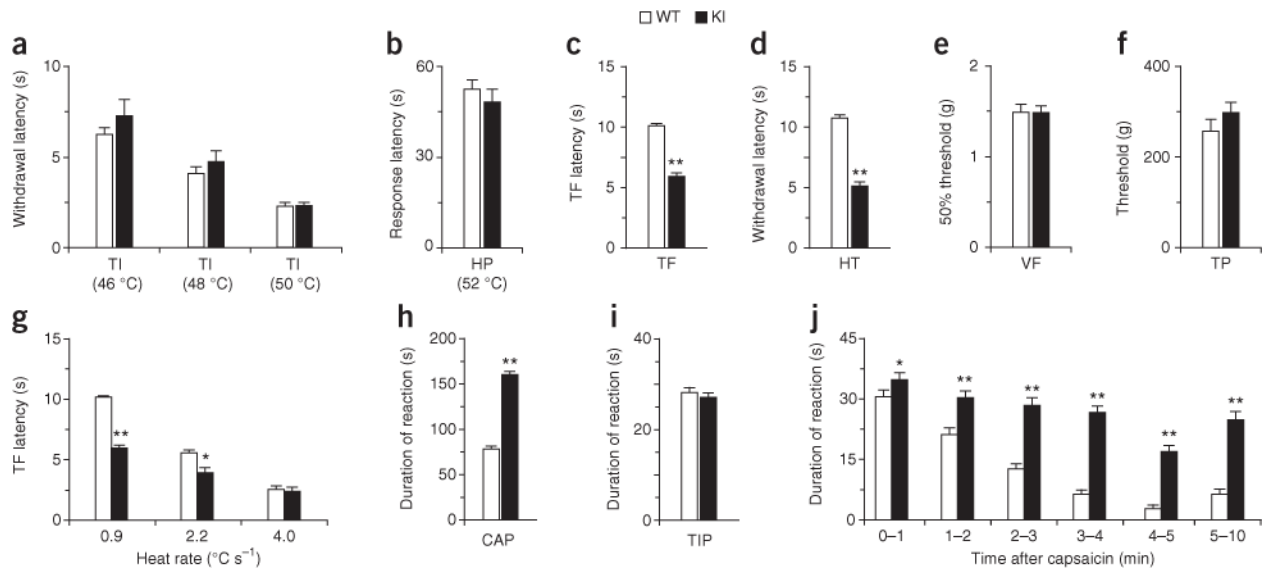 WT KI
a
Withdrawal latency (s)
10
5
0
TI TI TI
(46 °C) (48 °C) (50 °C)
b
Response latency (s)
60
30
0
HP
(52 °C)
c
TF latency (s)
15
10
5
0
**
TF
d
Withdrawal latency (s)
15
10
5
0
**
HT
e
50% threshold (g)
2
1
0
VF
f
Threshold (g)
400
200
0
TP
g
TF latency (s)
15
10
5
0
**
*
0.9 2.2 4.0
Heat rate (°C s⁻¹)
h
Duration of reaction (s)
200
150
100
75
50
0
**
CAP
i
Duration of reaction (s)
40
20
0
TIP
j
Duration of reaction (s)
45
30
15
0
* ** ** ** ** **
0–1 1–2 2–3 3–4 4–5 5–10
Time after capsaicin (min)